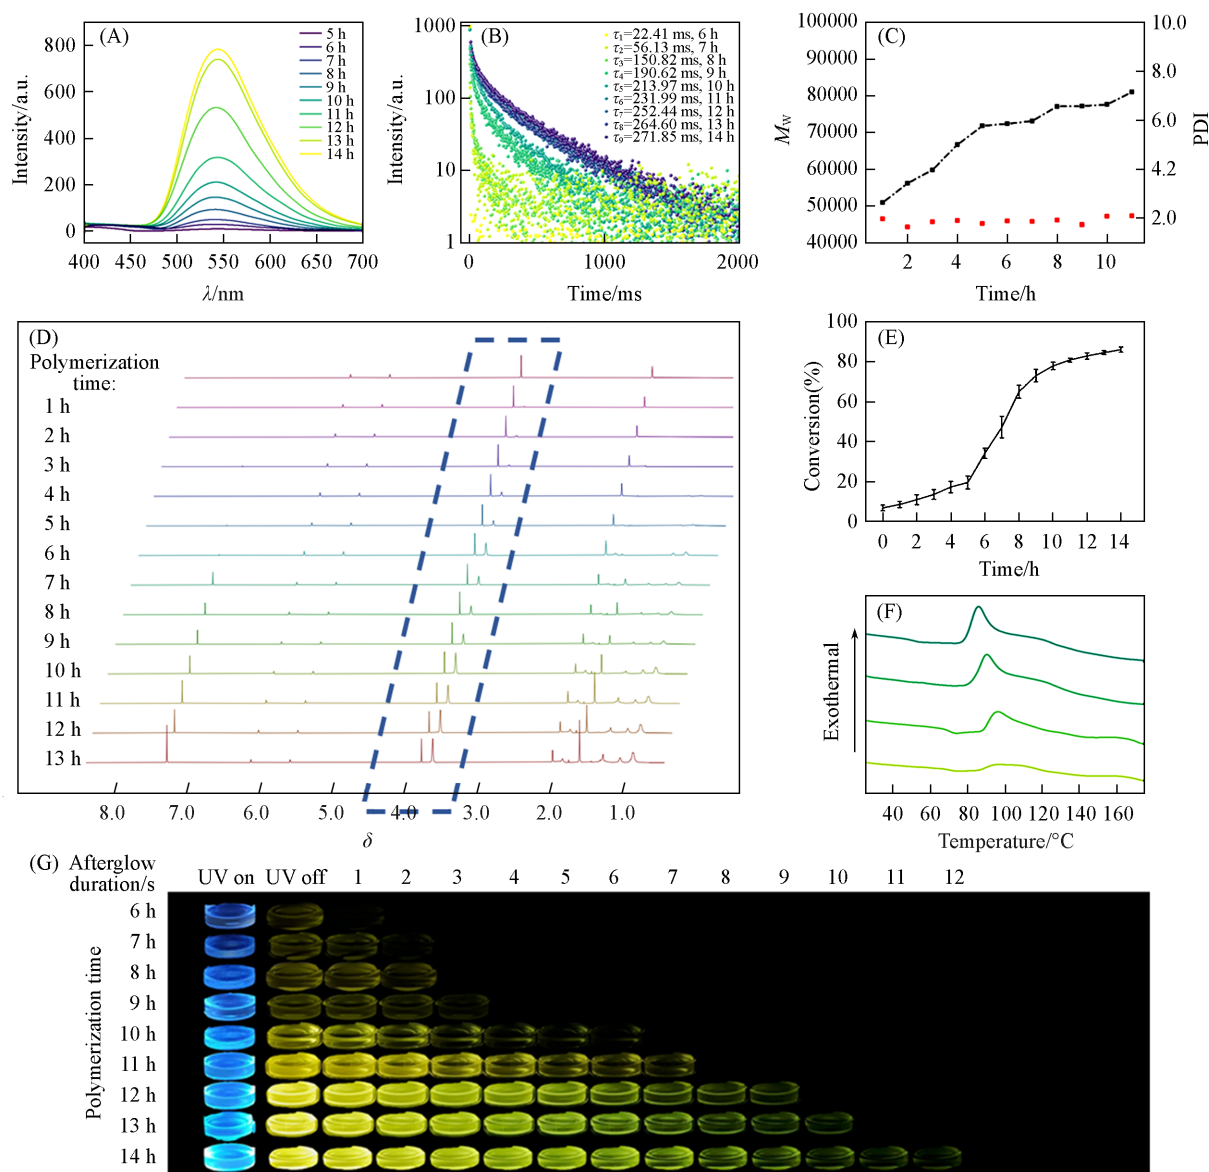 (A)
800
600
400
200
0
400 450 500 550 600 650 700
Intensity/a.u.
λ/nm
5 h
6 h
7 h
8 h
9 h
10 h
11 h
12 h
13 h
14 h
(B)
1000
100
10
1
0 1000 2000
Intensity/a.u.
Time/ms
τ1=22.41 ms, 6 h
τ2=56.13 ms, 7 h
τ3=150.82 ms, 8 h
τ4=190.62 ms, 9 h
τ5=213.97 ms, 10 h
τ6=231.99 ms, 11 h
τ7=252.44 ms, 12 h
τ8=264.60 ms, 13 h
τ9=271.85 ms, 14 h
(C)
100000
90000
80000
70000
60000
50000
40000
Mw
10.0
8.0
6.0
4.2
2.0
PDI
2 4 6 8 10
Time/h
(D)
Polymerization
time:
1 h
2 h
3 h
4 h
5 h
6 h
7 h
8 h
9 h
10 h
11 h
12 h
13 h
8.0 7.0 6.0 5.0 4.0 3.0 2.0 1.0
δ
(E)
100
80
60
40
20
0
Conversion(%)
0 2 4 6 8 10 12 14
Time/h
(F)
Exothermal
40 60 80 100 120 140 160
Temperature/°C
(G)
Afterglow
duration/s
UV on UV off 1 2 3 4 5 6 7 8 9 10 11 12
Polymerization time
6 h
7 h
8 h
9 h
10 h
11 h
12 h
13 h
14 h